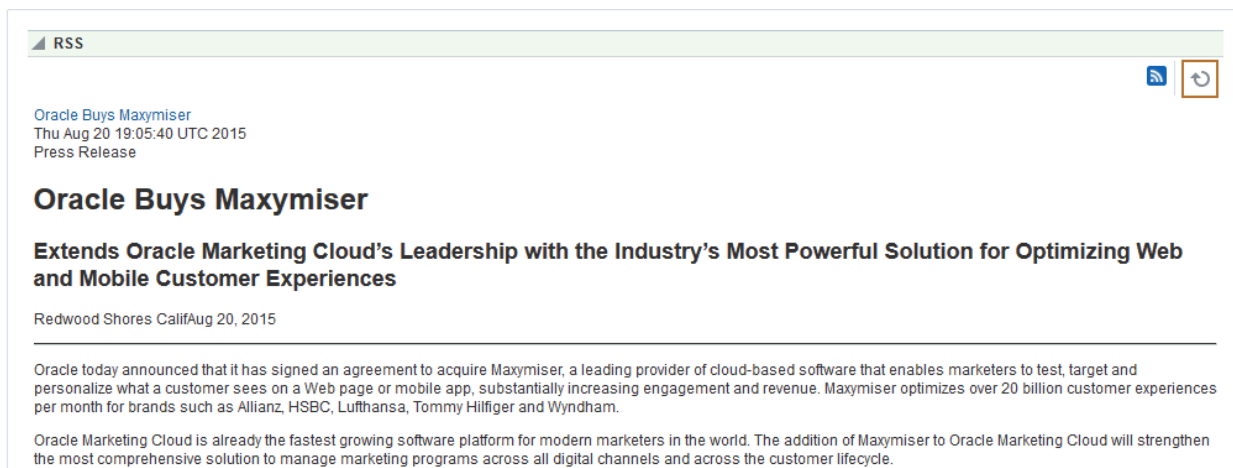 RSS
Oracle Buys Maxymiser
Thu Aug 20 19:05:40 UTC 2015
Press Release
Oracle Buys Maxymiser
Extends Oracle Marketing Cloud’s Leadership with the Industry’s Most Powerful Solution for Optimizing Web
and Mobile Customer Experiences
Redwood Shores CalifAug 20, 2015
Oracle today announced that it has signed an agreement to acquire Maxymiser, a leading provider of cloud-based software that enables marketers to test, target and
personalize what a customer sees on a Web page or mobile app, substantially increasing engagement and revenue. Maxymiser optimizes over 20 billion customer experiences
per month for brands such as Allianz, HSBC, Lufthansa, Tommy Hilfiger and Wyndham.
Oracle Marketing Cloud is already the fastest growing software platform for modern marketers in the world. The addition of Maxymiser to Oracle Marketing Cloud will strengthen
the most comprehensive solution to manage marketing programs across all digital channels and across the customer lifecycle.